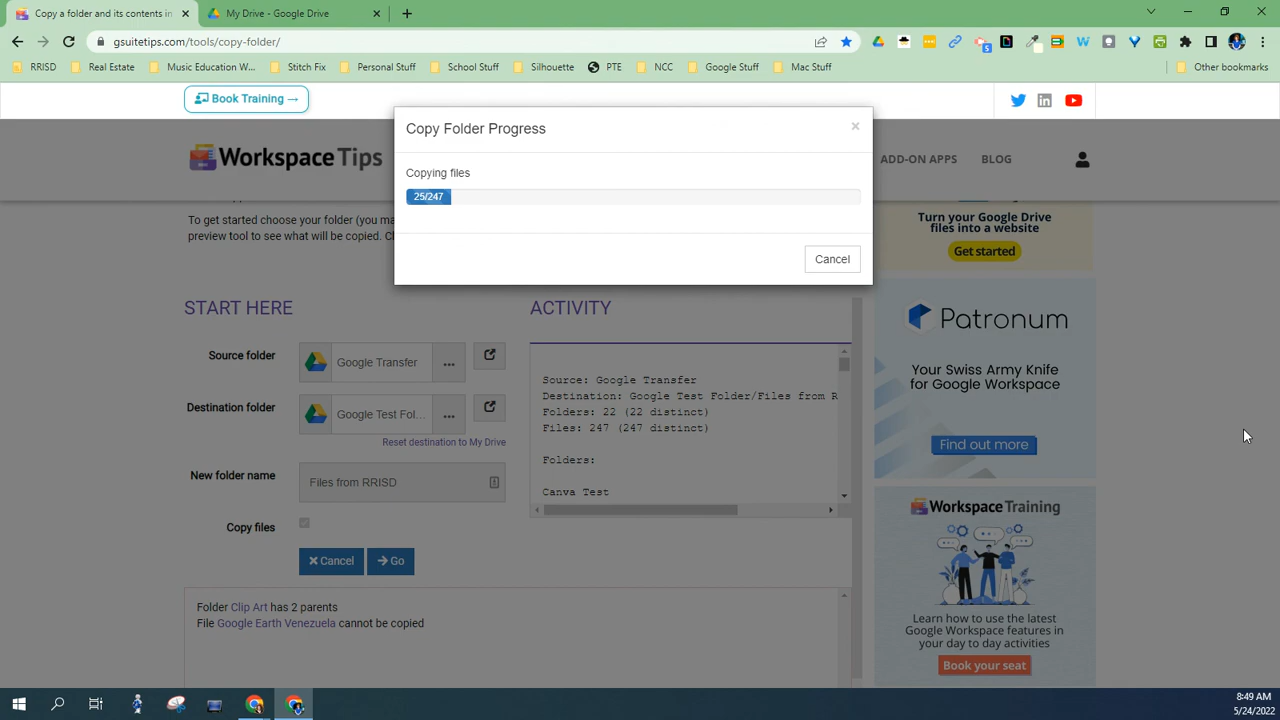 Copy a folder and its contents in
My Drive - Google Drive
gsuitetips.com/tools/copy-folder/
RRISD
Real Estate
Music Education W...
Stitch Fix
Personal Stuff
School Stuff
Silhouette
PTE
NCC
Google Stuff
Mac Stuff
Other bookmarks
Book Training →
Workspace Tips
ADD-ON APPS
BLOG
Copy Folder Progress
×
Copying files
25/247
Cancel
To get started choose your folder (you ma
preview tool to see what will be copied. C
START HERE
Source folder
Google Transfer
...
Destination folder
Google Test Fol...
...
Reset destination to My Drive
New folder name
Files from RRISD
Copy files
Cancel
Go
ACTIVITY
Source: Google Transfer
Destination: Google Test Folder/Files from R
Folders: 22 (22 distinct)
Files: 247 (247 distinct)
Folders:
Canva Test
Folder Clip Art has 2 parents
File Google Earth Venezuela cannot be copied
Turn your Google Drive
files into a website
Get started
Patronum
Your Swiss Army Knife
for Google Workspace
Find out more
Workspace Training
Learn how to use the latest
Google Workspace features in
your day to day activities
Book your seat
8:49 AM
5/24/2022